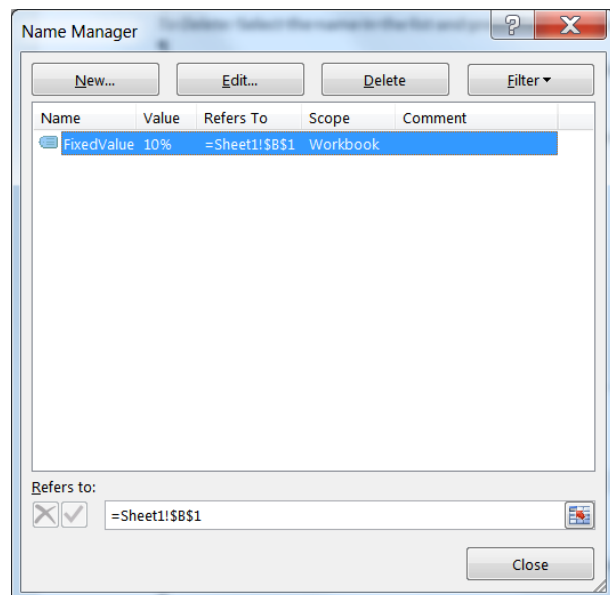 Name Manager
New... Edit... Delete Filter
Name Value Refers To Scope Comment
FixedValue 10% =Sheet1!$B$1 Workbook
Refers to:
=Sheet1!$B$1
Close